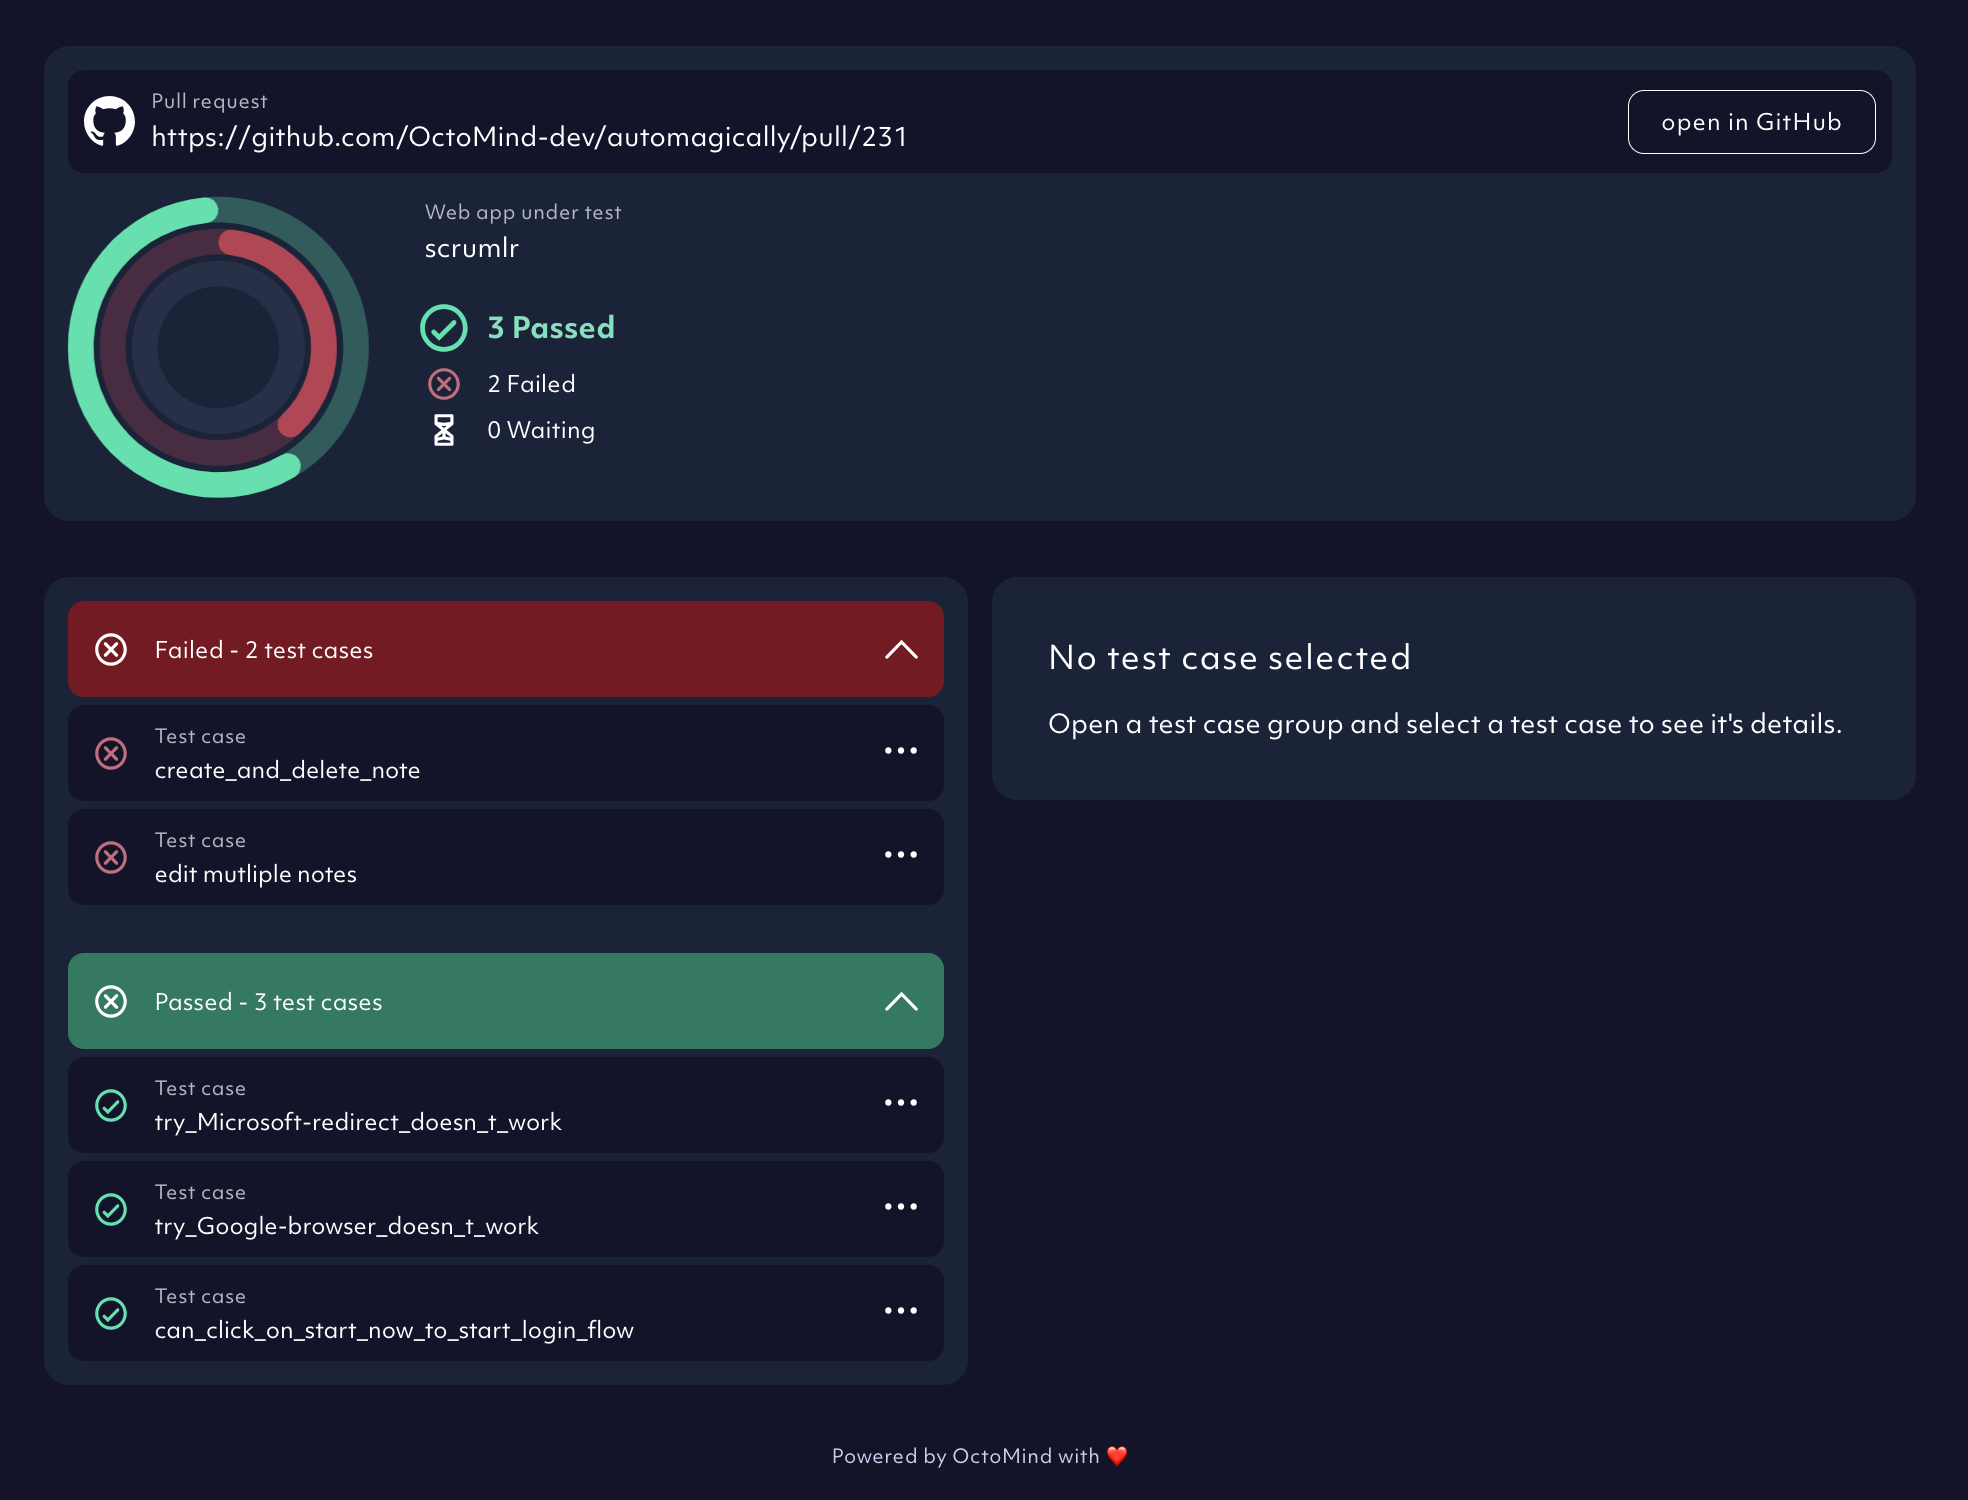 Pull request
https://github.com/OctoMind-dev/automagically/pull/231
open in GitHub
Web app under test
scrumlr
3 Passed
2 Failed
0 Waiting
Failed - 2 test cases
Test case
create_and_delete_note
Test case
edit mutliple notes
Passed - 3 test cases
Test case
try_Microsoft-redirect_doesn_t_work
Test case
try_Google-browser_doesn_t_work
Test case
can_click_on_start_now_to_start_login_flow
No test case selected
Open a test case group and select a test case to see it's details.
Powered by OctoMind with ❤️